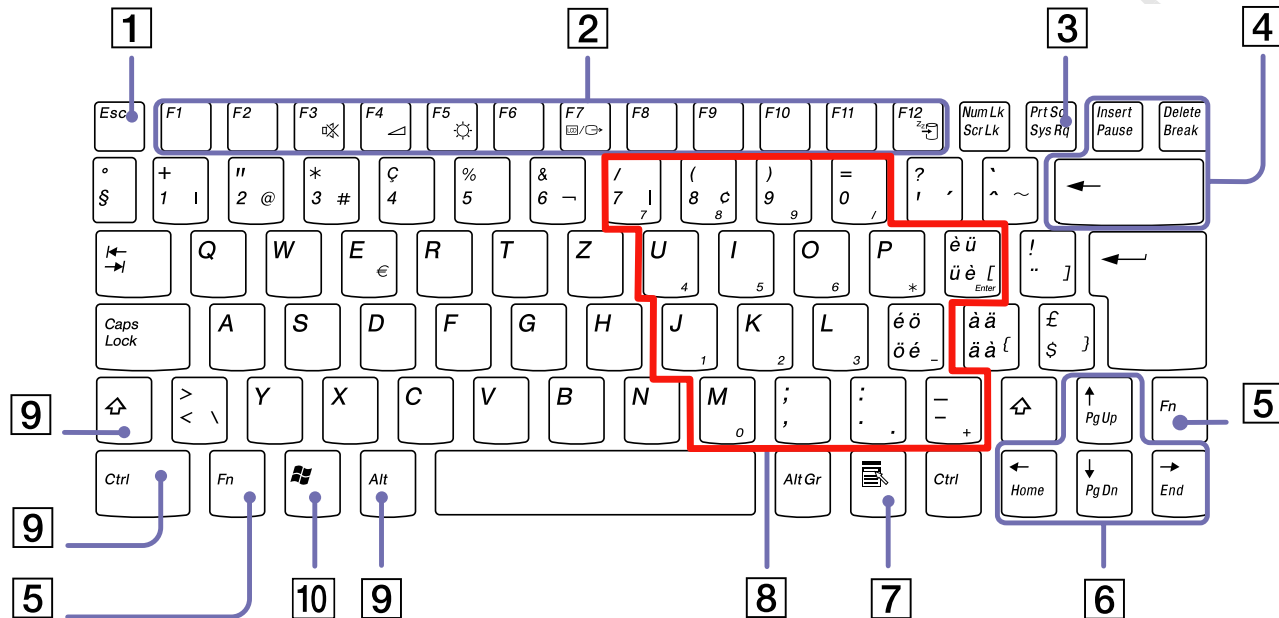 1 2 3 4
Esc F1 F2 F3 F4 F5 F6 F7 F8 F9 F10 F11 F12 Num Lk Prt Sc Insert Delete
LCD / Zzz Scr Lk Sys Rq Pause Break
° + " * Ç % & / ( ) = ? `
§ 1 | 2 @ 3 # 4 5 6 ¬ 7 | 7 8 ¢ 8 9 9 0 / ' ´ ^ ~
Q W E € R T Z U 4 I 5 O 6 P * è ü !
ü è [ Enter ¨ ]
Caps A S D F G H J 1 K 2 L 3 é ö à ä £
Lock ö é - ä à { $ }
> Y X C V B N M 0 ; : _ Pg Up Fn
< \ , . . - +
9 5
Ctrl Fn Alt Alt Gr Ctrl Home Pg Dn End
9
5 10 9 8 7 6